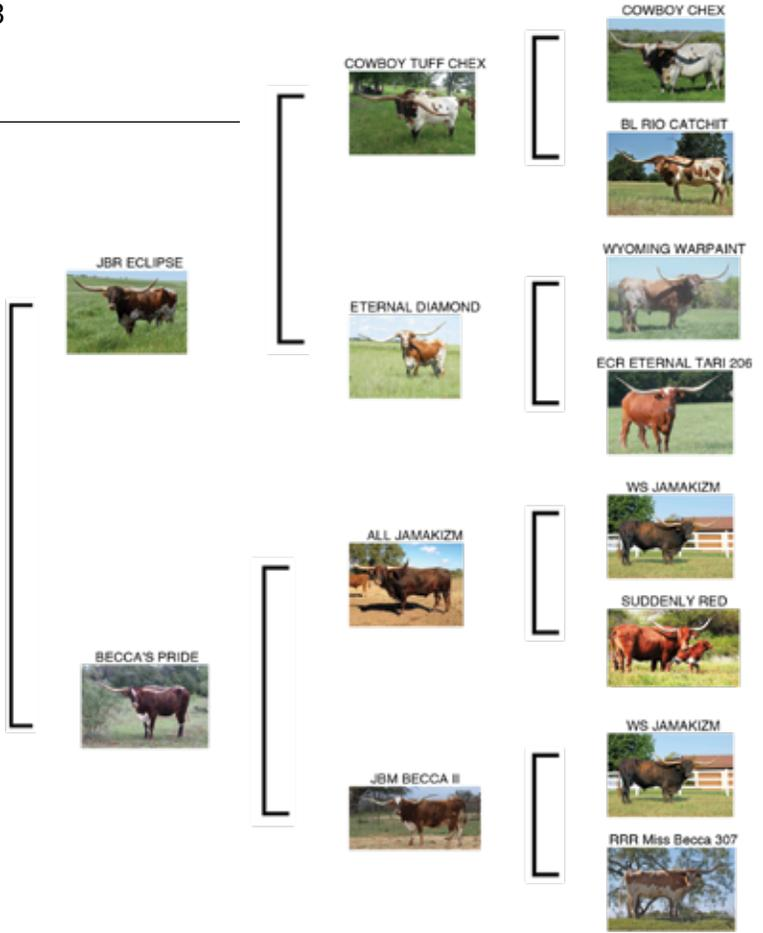 3
COWBOY CHEX
COWBOY TUFF CHEX
BL RIO CATCHIT
JBR ECLIPSE
WYOMING WARPAINT
ETERNAL DIAMOND
ECR ETERNAL TARI 206
WS JAMAKIZM
ALL JAMAKIZM
SUDDENLY RED
BECCA'S PRIDE
WS JAMAKIZM
JBM BECCA II
RRR Miss Becca 307